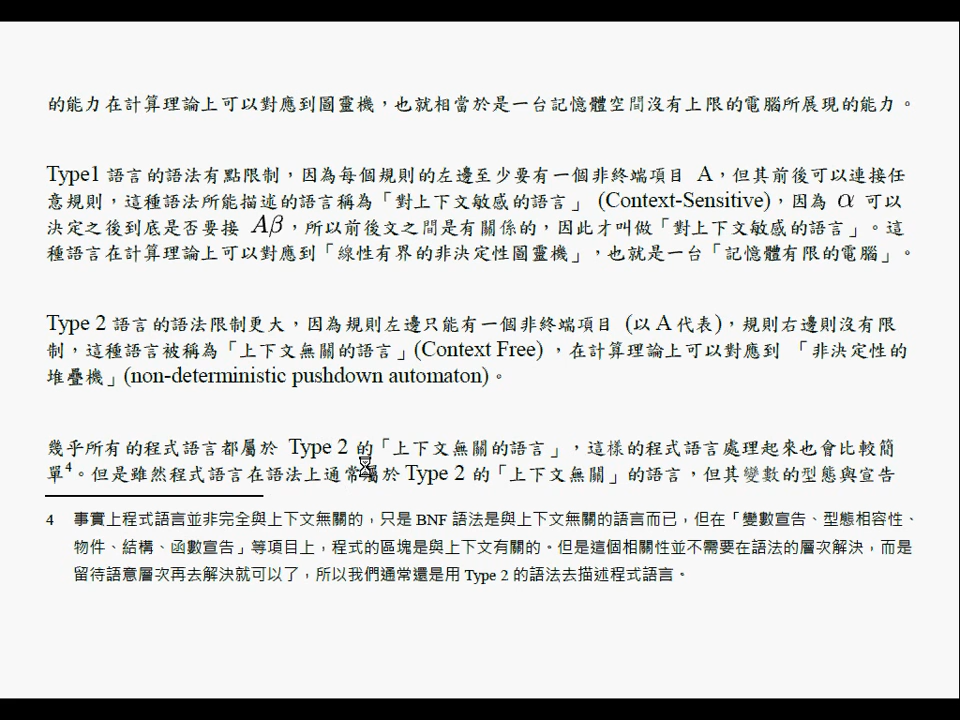 的能力在計算理論上可以對應到圖靈機，也就相當於是一台記憶體空間沒有上限的電腦所展現的能力。
Type1 語言的語法有點限制，因為每個規則的左邊至少要有一個非終端項目 A，但其前後可以連接任
意規則，這種語法所能描述的語言稱為「對上下文敏感的語言」 (Context-Sensitive)，因為 α 可以
決定之後到底是否要接 Aβ，所以前後文之間是有關係的，因此才叫做「對上下文敏感的語言」。這
種語言在計算理論上可以對應到「線性有界的非決定性圖靈機」，也就是一台「記憶體有限的電腦」。
Type 2 語言的語法限制更大，因為規則左邊只能有一個非終端項目 (以 A 代表)，規則右邊則沒有限
制，這種語言被稱為「上下文無關的語言」(Context Free) ，在計算理論上可以對應到 「非決定性的
堆疊機」(non-deterministic pushdown automaton)。
幾乎所有的程式語言都屬於 Type 2 的「上下文無關的語言」，這樣的程式語言處理起來也會比較簡
單4。但是雖然程式語言在語法上通常屬於 Type 2 的「上下文無關」的語言，但其變數的型態與宣告
4 事實上程式語言並非完全與上下文無關的，只是 BNF 語法是與上下文無關的語言而已，但在「變數宣告、型態相容性、
物件、結構、函數宣告」等項目上，程式的區塊是與上下文有關的。但是這個相關性並不需要在語法的層次解決，而是
留待語意層次再去解決就可以了，所以我們通常還是用 Type 2 的語法去描述程式語言。